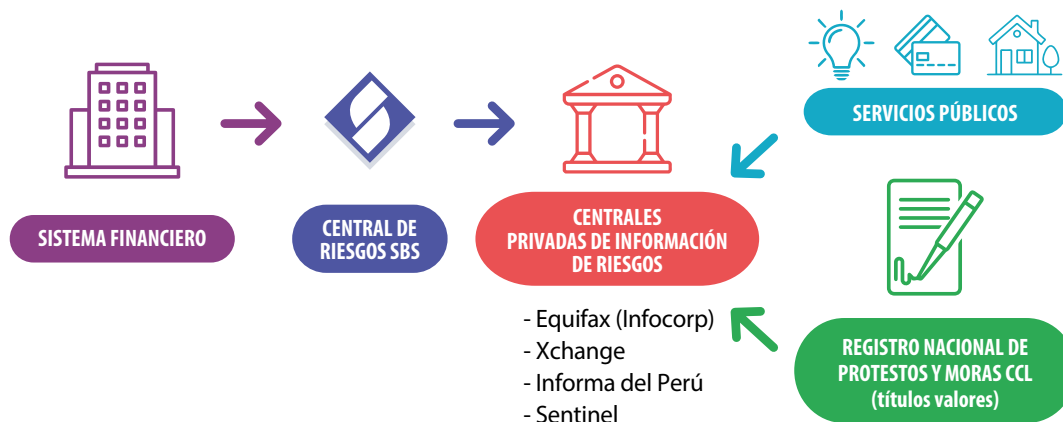 SISTEMA FINANCIERO
CENTRAL DE
RIESGOS SBS
CENTRALES
PRIVADAS DE INFORMACIÓN
DE RIESGOS
- Equifax (Infocorp)
- Xchange
- Informa del Perú
- Sentinel
SERVICIOS PÚBLICOS
REGISTRO NACIONAL DE
PROTESTOS Y MORAS CCL
(títulos valores)